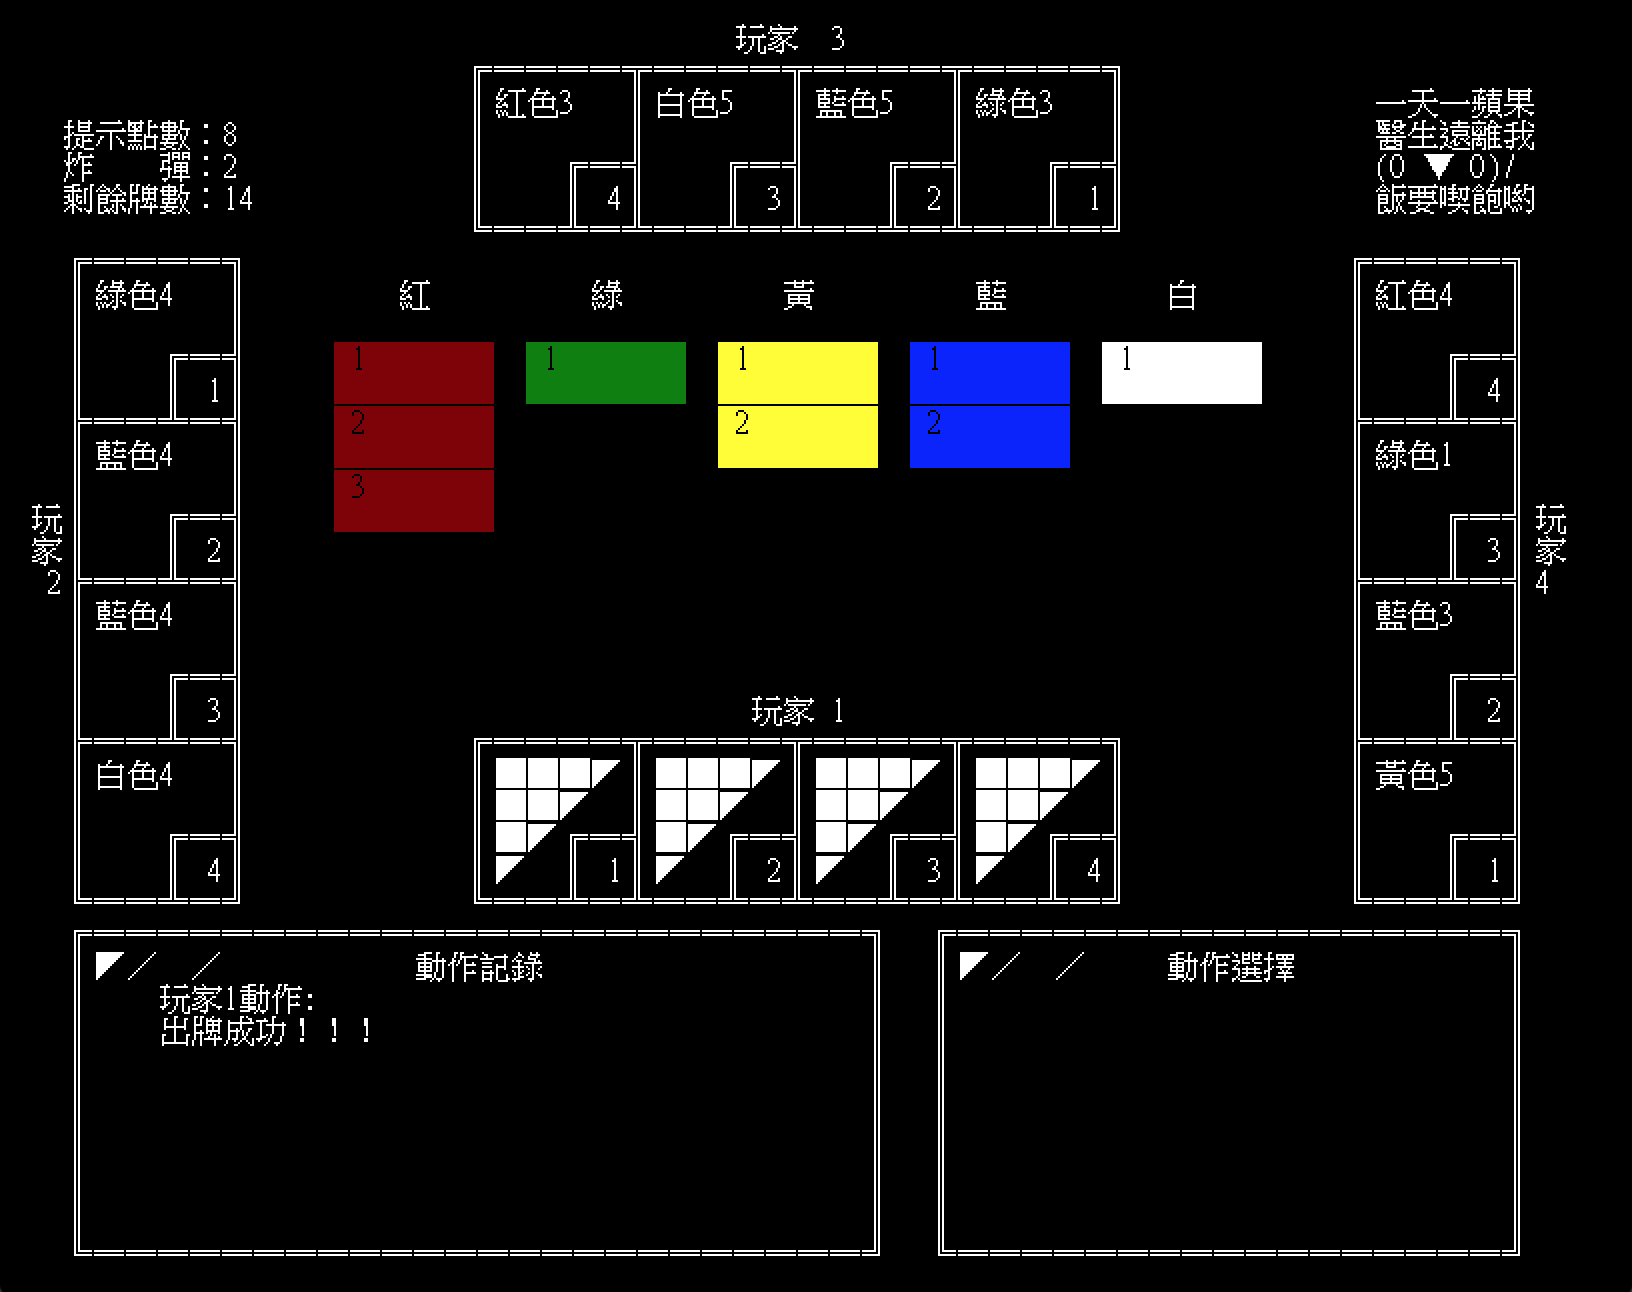 玩家 3
紅色3 白色5 藍色5 綠色3
4 3 2 1
提示點數：8
炸　　彈：2
剩餘牌數：14
一天一蘋果
醫生遠離我
(0 ▼ 0)/
飯要喫飽喲
玩家2
綠色4
1
藍色4
2
藍色4
3
白色4
4
紅 綠 黃 藍 白
1 1 1 1 1
2 2 2
3
玩家4
紅色4
4
綠色1
3
藍色3
2
黃色5
1
玩家 1
1 2 3 4
動作記錄
玩家1動作:
出牌成功！！！
動作選擇